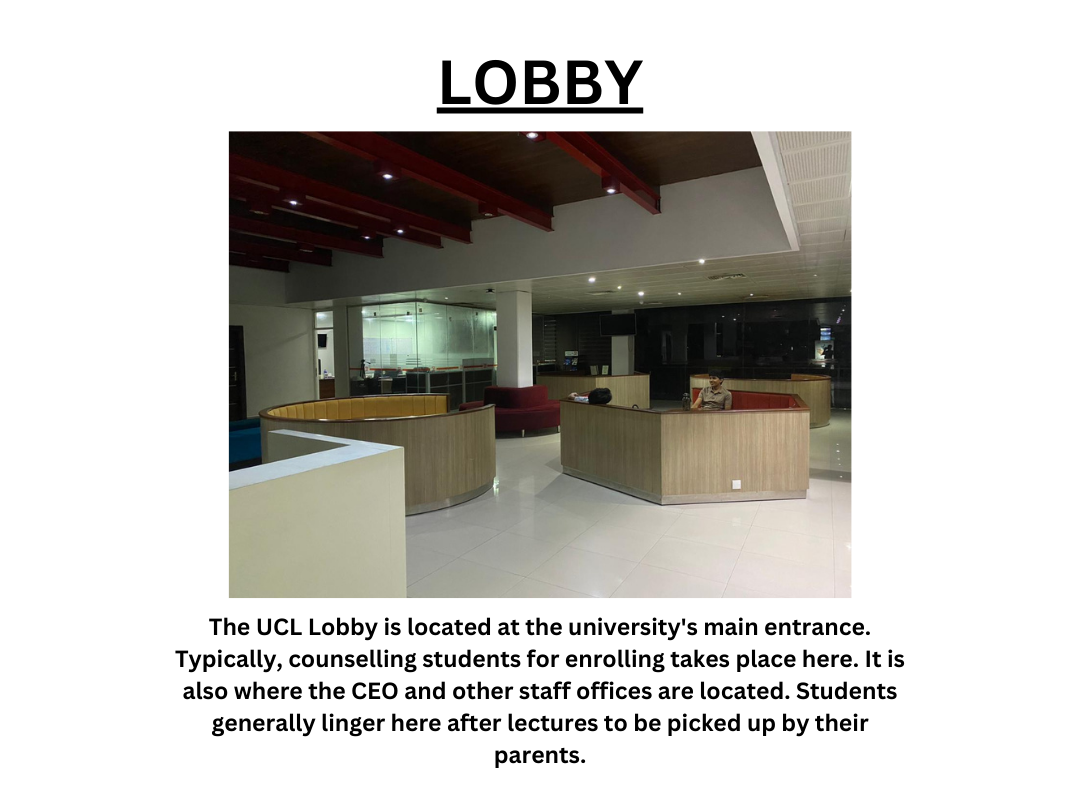 LOBBY
The UCL Lobby is located at the university's main entrance.
Typically, counselling students for enrolling takes place here. It is
also where the CEO and other staff offices are located. Students
generally linger here after lectures to be picked up by their
parents.